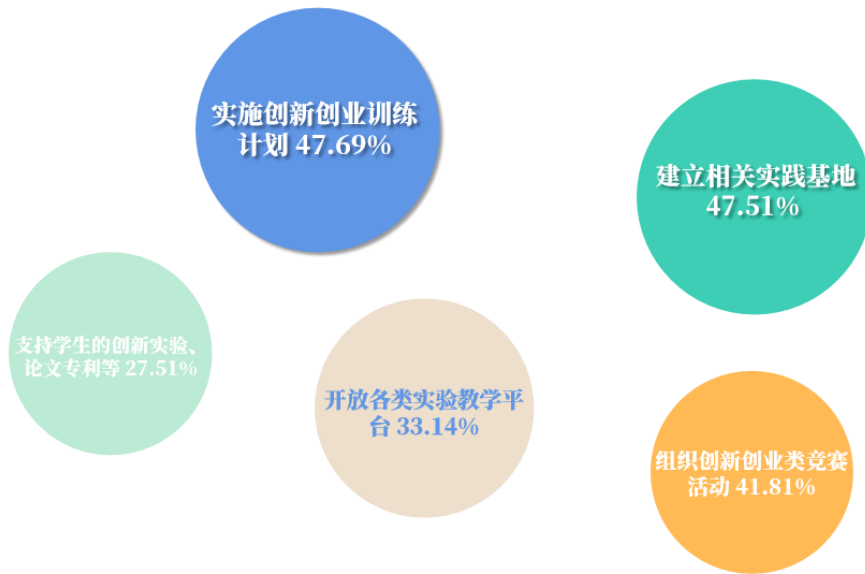 实施创新创业训练
计划 47.69%
建立相关实践基地
47.51%
支持学生的创新实验、
论文专利等 27.51%
开放各类实验教学平
台 33.14%
组织创新创业类竞赛
活动 41.81%